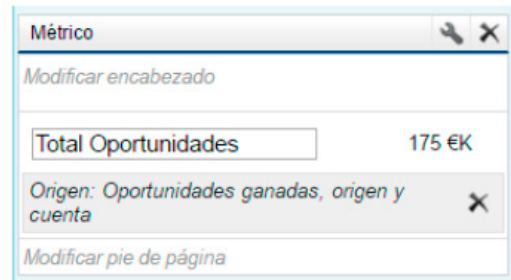 Métrico
Modificar encabezado
Total Oportunidades 175 €K
Origen: Oportunidades ganadas, origen y
cuenta
Modificar pie de página